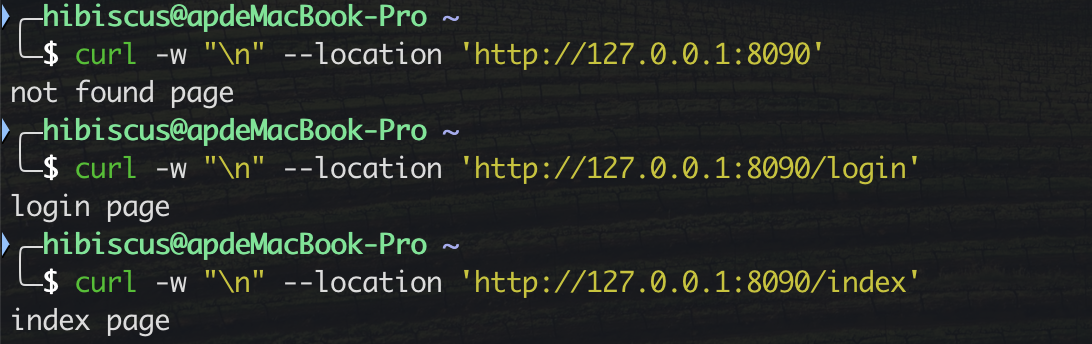 hibiscus@apdeMacBook-Pro ~
$ curl -w "\n" --location 'http://127.0.0.1:8090'
not found page
hibiscus@apdeMacBook-Pro ~
$ curl -w "\n" --location 'http://127.0.0.1:8090/login'
login page
hibiscus@apdeMacBook-Pro ~
$ curl -w "\n" --location 'http://127.0.0.1:8090/index'
index page